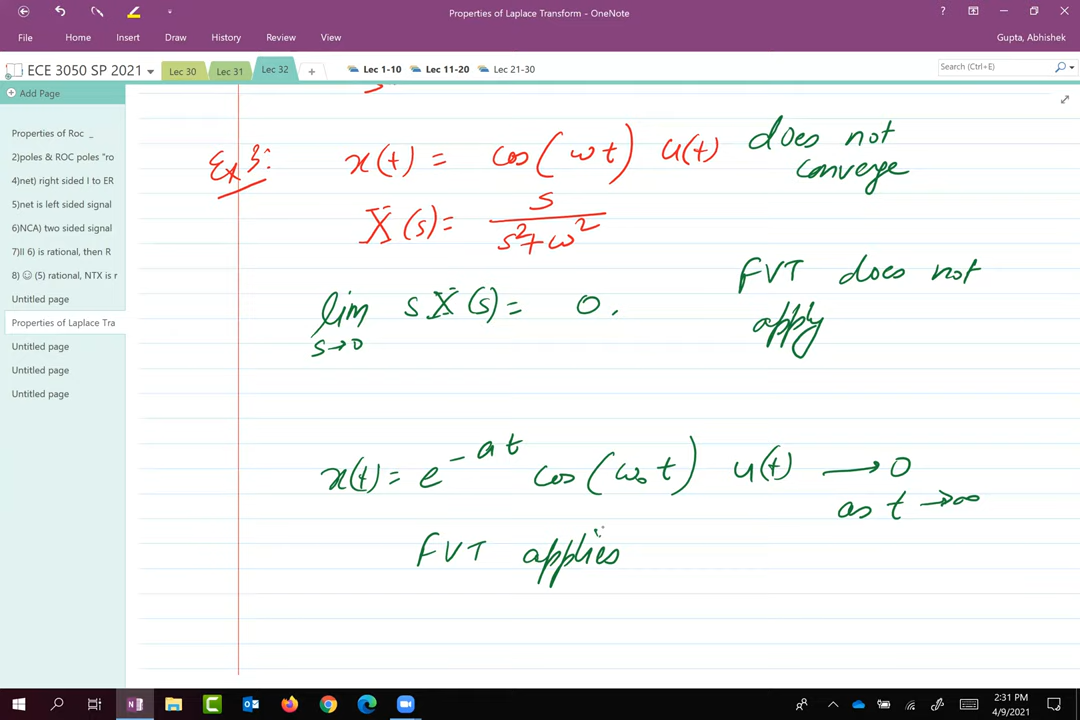 Properties of Laplace Transform - OneNote
File Home Insert Draw History Review View
Gupta, Abhishek
ECE 3050 SP 2021
Lec 30
Lec 31
Lec 32
Lec 1-10
Lec 11-20
Lec 21-30
Search (Ctrl+E)
Add Page
Properties of Roc _
2)poles & ROC poles "ro
4)net) right sided I to ER
5)net is left sided signal
6)NCA) two sided signal
7)II 6) is rational, then R
8) ☺ (5) rational, NTX is r
Untitled page
Properties of Laplace Tra
Untitled page
Untitled page
Untitled page
Ex 3: x(t) = cos(ωt) u(t) does not
converge
X(s) = s / s²+ω²
FVT does not
apply
lim s→0 sX(s) = 0.
x(t) = e^-at cos(ω₀t) u(t) → 0
as t → ∞
FVT applies
2:31 PM
4/9/2021